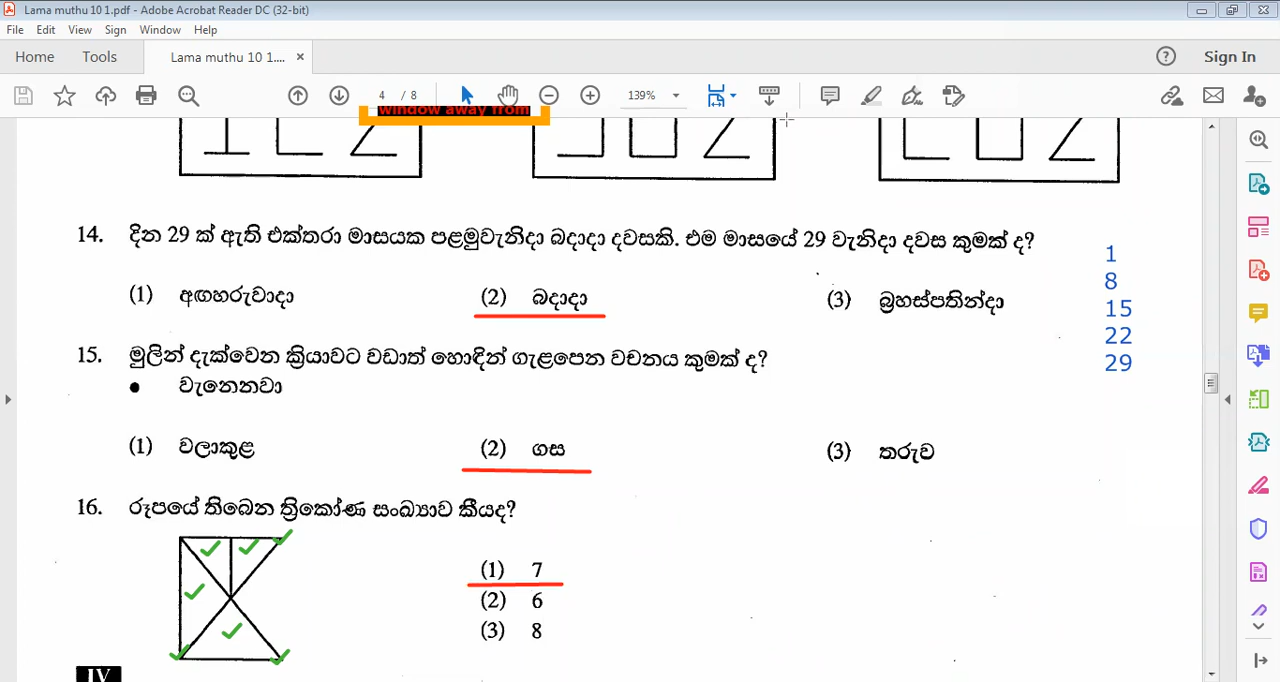 Lama muthu 10 1.pdf - Adobe Acrobat Reader DC (32-bit)
File Edit View Sign Window Help
Home Tools Lama muthu 10 1.... × Sign In
4 / 8 139%
window away from
14. දින 29 ක් ඇති එක්තරා මාසයක පළමුවැනිදා බදාදා දවසකි. එම මාසයේ 29 වැනිදා දවස කුමක් ද?
(1) අඟහරුවාදා (2) බදාදා (3) බ්‍රහස්පතින්දා
1
8
15
22
29
15. මුලින් දැක්වෙන ක්‍රියාවට වඩාත් හොඳින් ගැළපෙන වචනය කුමක් ද?
● වැනෙනවා
(1) වලාකුළ (2) ගස (3) තරුව
16. රූපයේ තිබෙන ත්‍රිකෝණ සංඛ්‍යාව කීයද?
(1) 7
(2) 6
(3) 8
IV